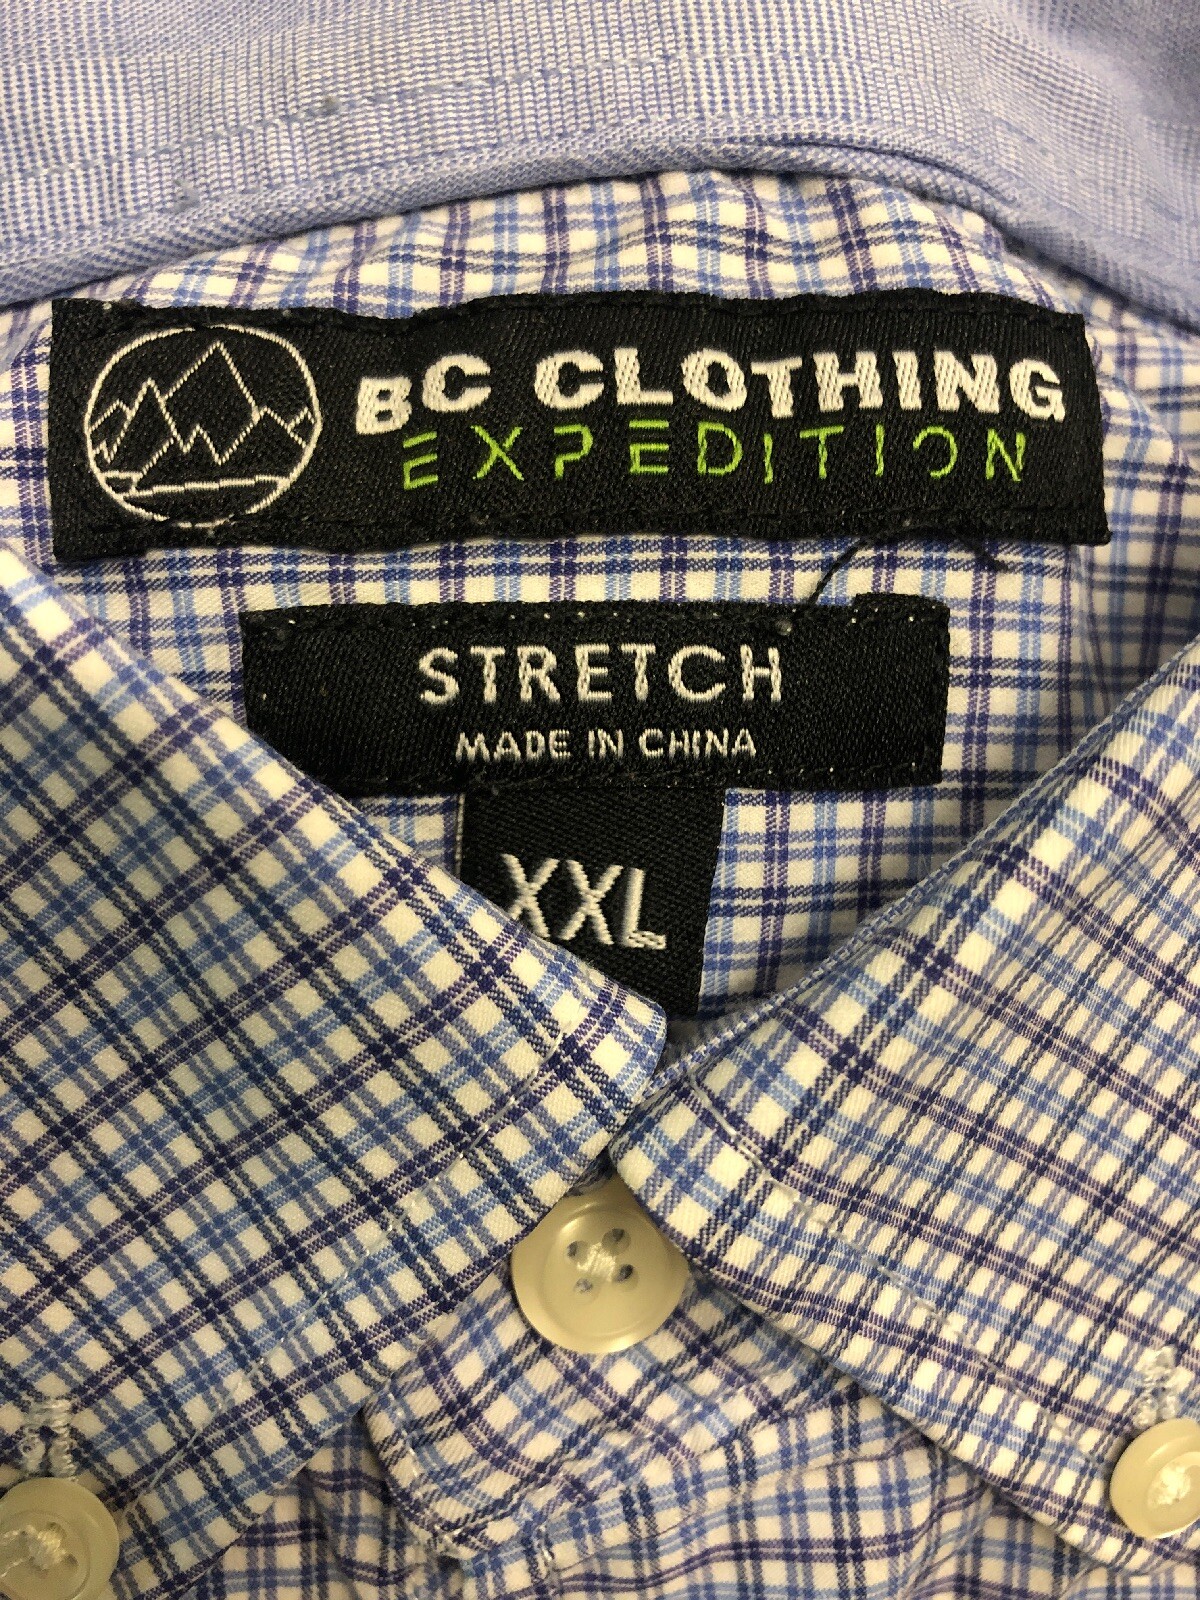 BC CLOTHING
EXPEDITION
STRETCH
MADE IN CHINA
XXL